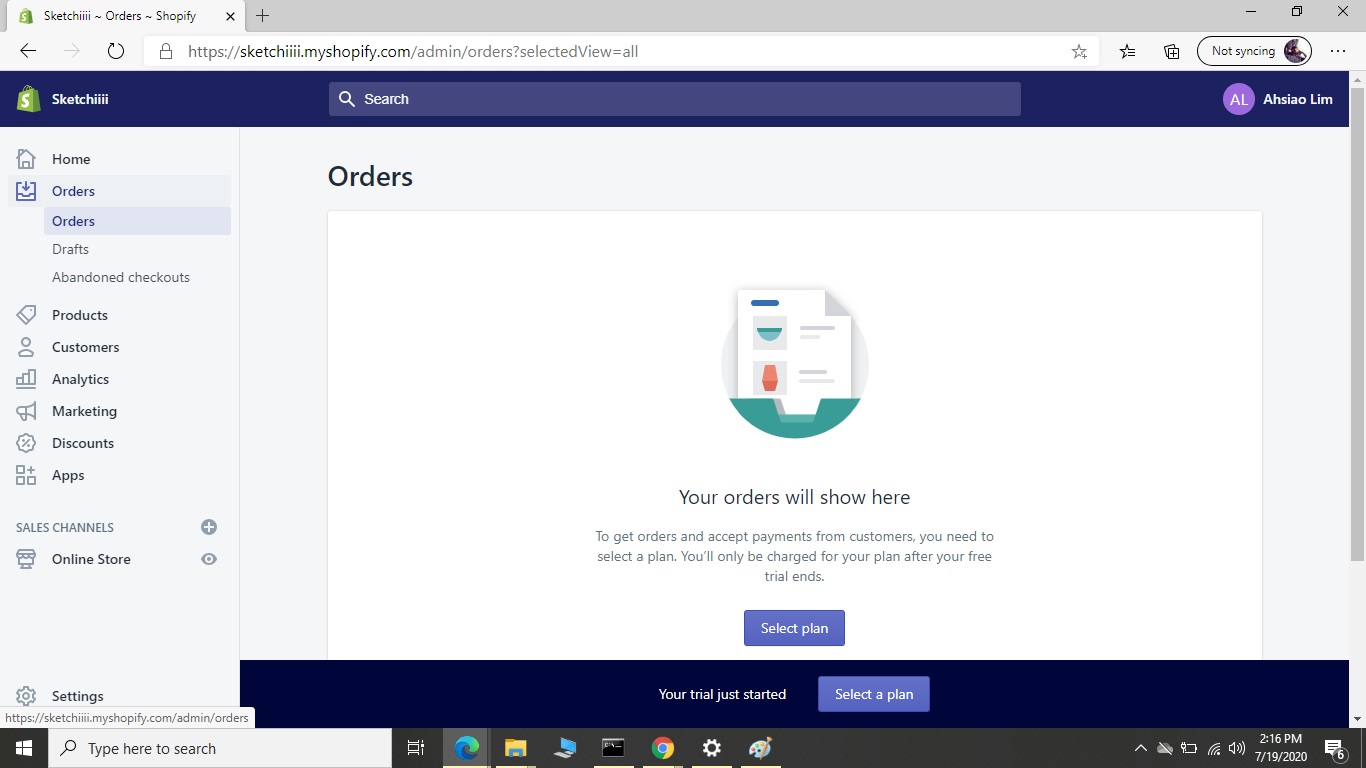 Sketchiiii ~ Orders ~ Shopify
https://sketchiiii.myshopify.com/admin/orders?selectedView=all
Not syncing
Sketchiiii
Search
AL
Ahsiao Lim
Home
Orders
Orders
Drafts
Abandoned checkouts
Products
Customers
Analytics
Marketing
Discounts
Apps
SALES CHANNELS
Online Store
Settings
Orders
Your orders will show here
To get orders and accept payments from customers, you need to
select a plan. You'll only be charged for your plan after your free
trial ends.
Select plan
Your trial just started
Select a plan
https://sketchiiii.myshopify.com/admin/orders
Type here to search
2:16 PM
7/19/2020
6